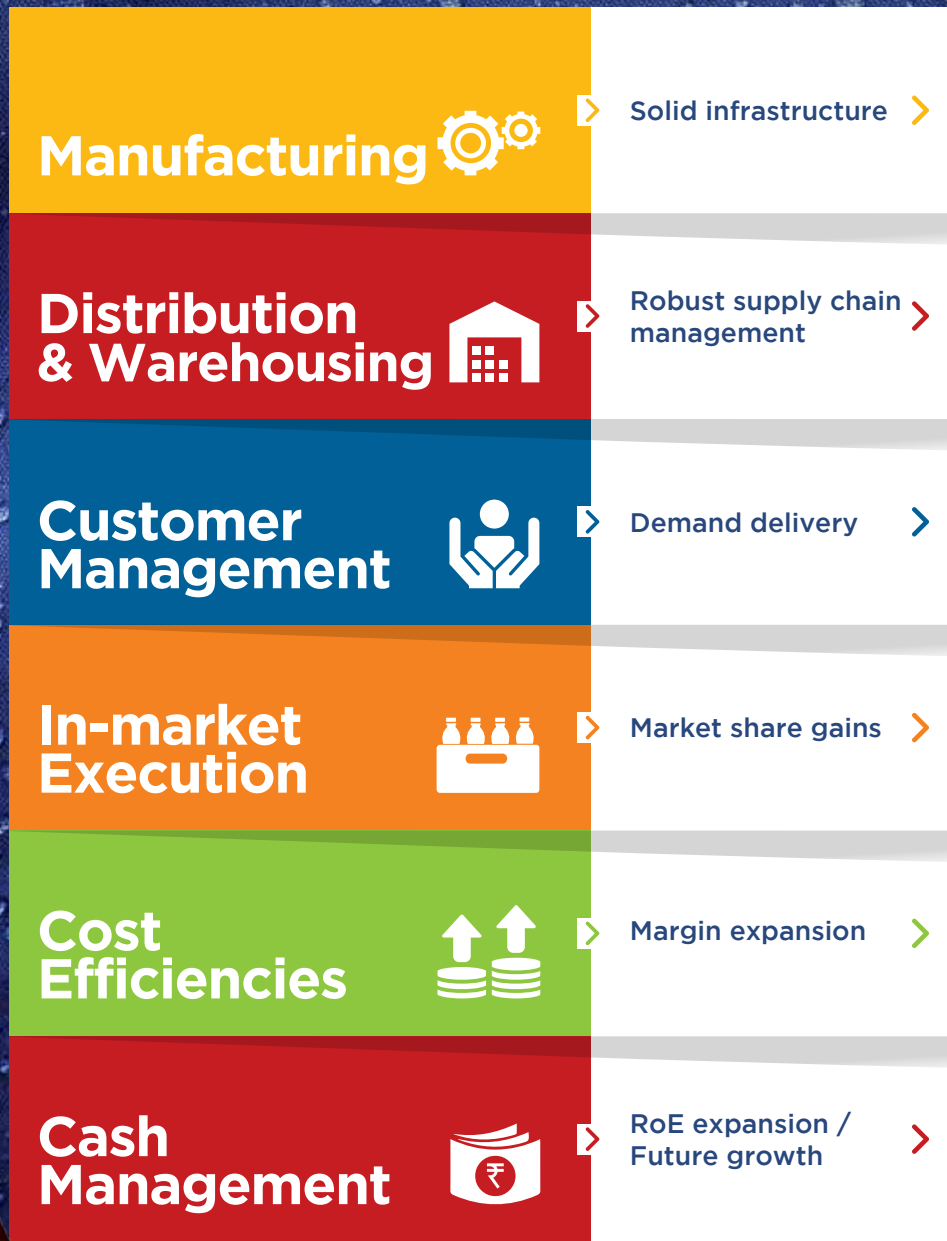 Manufacturing
Solid infrastructure
Distribution
& Warehousing
Robust supply chain
management
Customer
Management
Demand delivery
In-market
Execution
Market share gains
Cost
Efficiencies
Margin expansion
Cash
Management
₹
RoE expansion /
Future growth